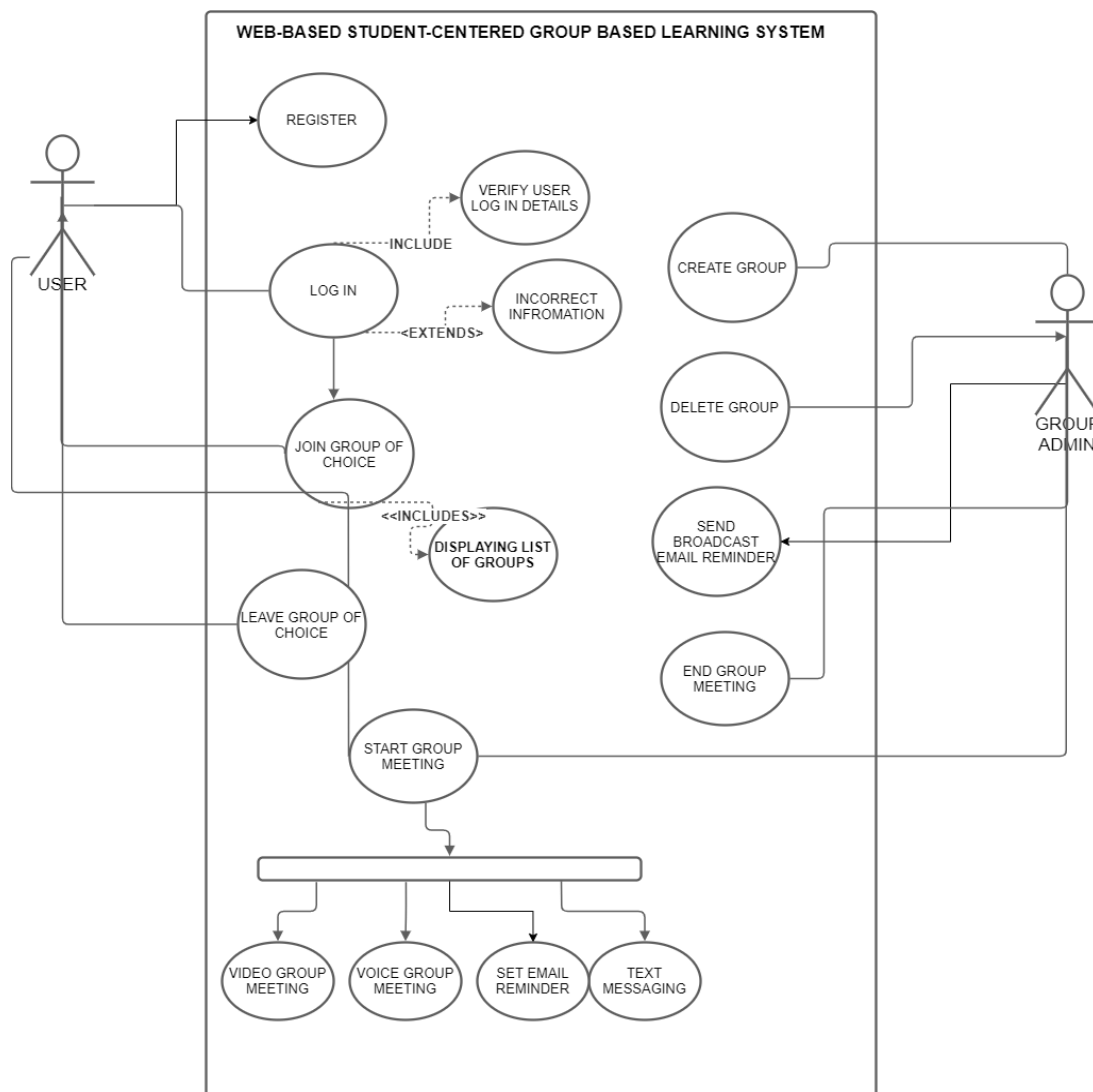 WEB-BASED STUDENT-CENTERED GROUP BASED LEARNING SYSTEM
REGISTER
VERIFY USER
LOG IN DETAILS
INCLUDE
USER
LOG IN
CREATE GROUP
INCORRECT
INFROMATION
<EXTENDS>
DELETE GROUP
GROUP
ADMIN
JOIN GROUP OF
CHOICE
<<INCLUDES>>
DISPLAYING LIST
OF GROUPS
SEND
BROADCAST
EMAIL REMINDER
LEAVE GROUP OF
CHOICE
END GROUP
MEETING
START GROUP
MEETING
VIDEO GROUP
MEETING
VOICE GROUP
MEETING
SET EMAIL
REMINDER
TEXT
MESSAGING